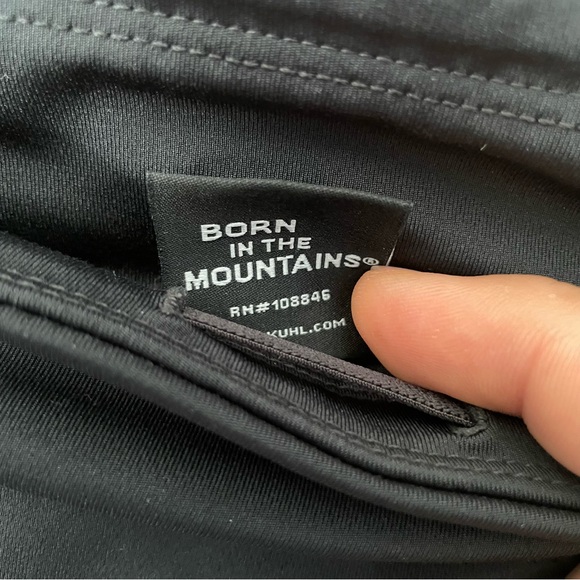 BORN
IN THE
MOUNTAINS®
RN#108846
KUHL.COM